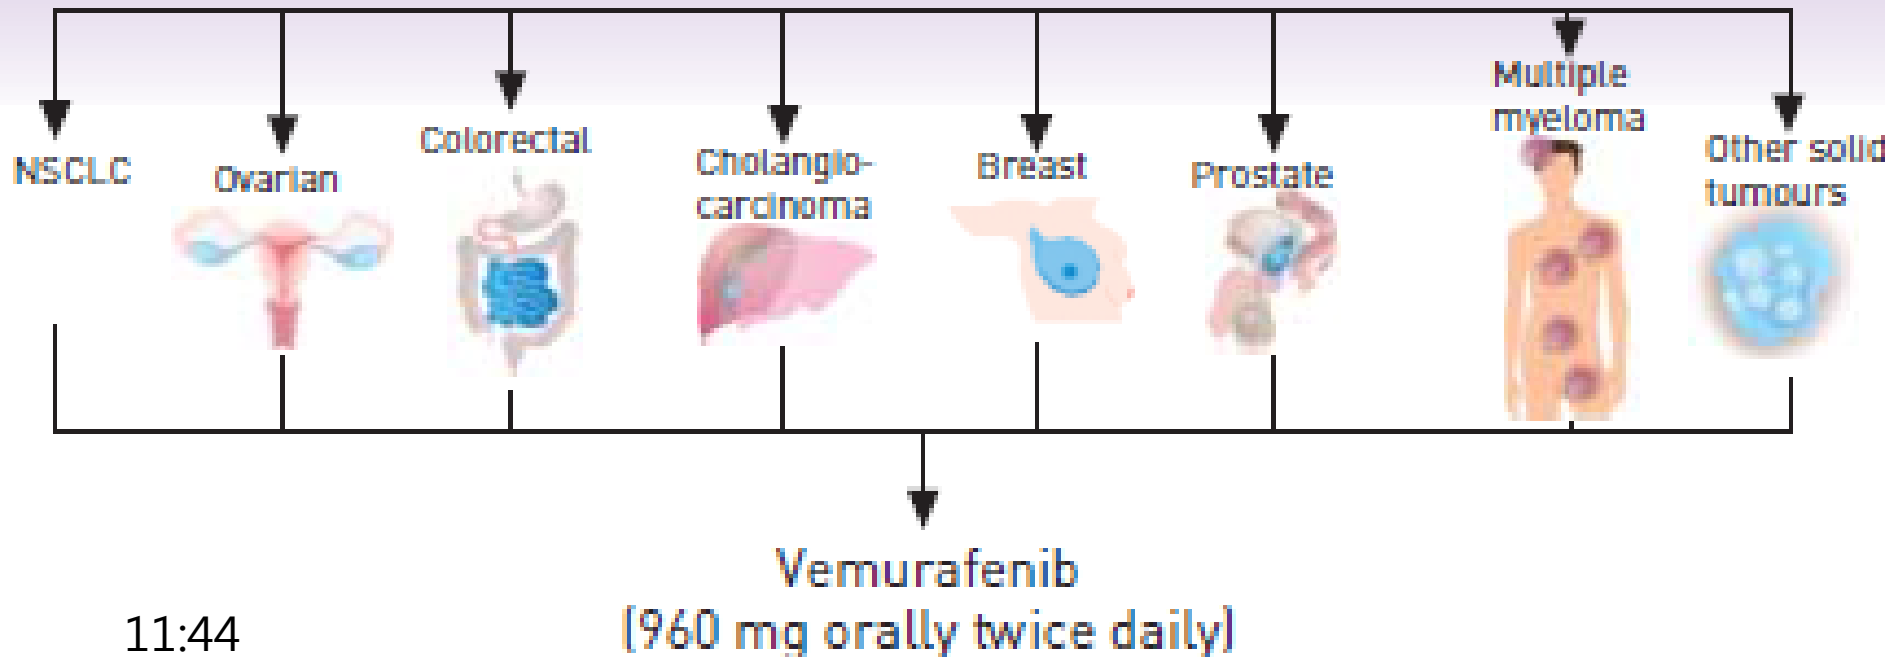 NSCLC
Ovarian
Colorectal
Cholangio-
carcinoma
Breast
Prostate
Multiple
myeloma
Other solid
tumours
Vemurafenib
(960 mg orally twice daily)
11:44